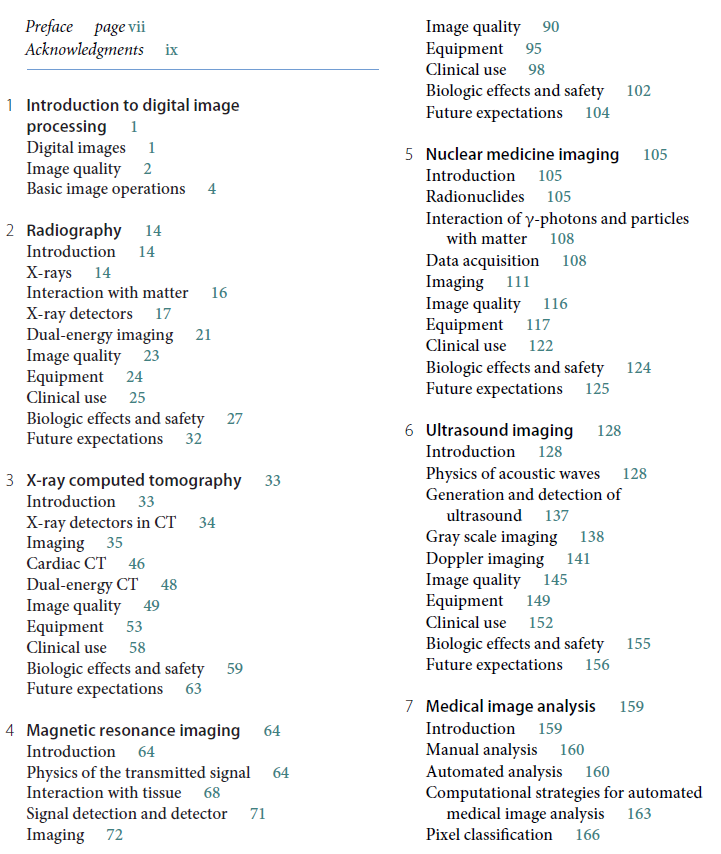 Preface page vii
Acknowledgments ix
1 Introduction to digital image
processing 1
Digital images 1
Image quality 2
Basic image operations 4
2 Radiography 14
Introduction 14
X-rays 14
Interaction with matter 16
X-ray detectors 17
Dual-energy imaging 21
Image quality 23
Equipment 24
Clinical use 25
Biologic effects and safety 27
Future expectations 32
3 X-ray computed tomography 33
Introduction 33
X-ray detectors in CT 34
Imaging 35
Cardiac CT 46
Dual-energy CT 48
Image quality 49
Equipment 53
Clinical use 58
Biologic effects and safety 59
Future expectations 63
4 Magnetic resonance imaging 64
Introduction 64
Physics of the transmitted signal 64
Interaction with tissue 68
Signal detection and detector 71
Imaging 72
Image quality 90
Equipment 95
Clinical use 98
Biologic effects and safety 102
Future expectations 104
5 Nuclear medicine imaging 105
Introduction 105
Radionuclides 105
Interaction of γ-photons and particles
with matter 108
Data acquisition 108
Imaging 111
Image quality 116
Equipment 117
Clinical use 122
Biologic effects and safety 124
Future expectations 125
6 Ultrasound imaging 128
Introduction 128
Physics of acoustic waves 128
Generation and detection of
ultrasound 137
Gray scale imaging 138
Doppler imaging 141
Image quality 145
Equipment 149
Clinical use 152
Biologic effects and safety 155
Future expectations 156
7 Medical image analysis 159
Introduction 159
Manual analysis 160
Automated analysis 160
Computational strategies for automated
medical image analysis 163
Pixel classification 166